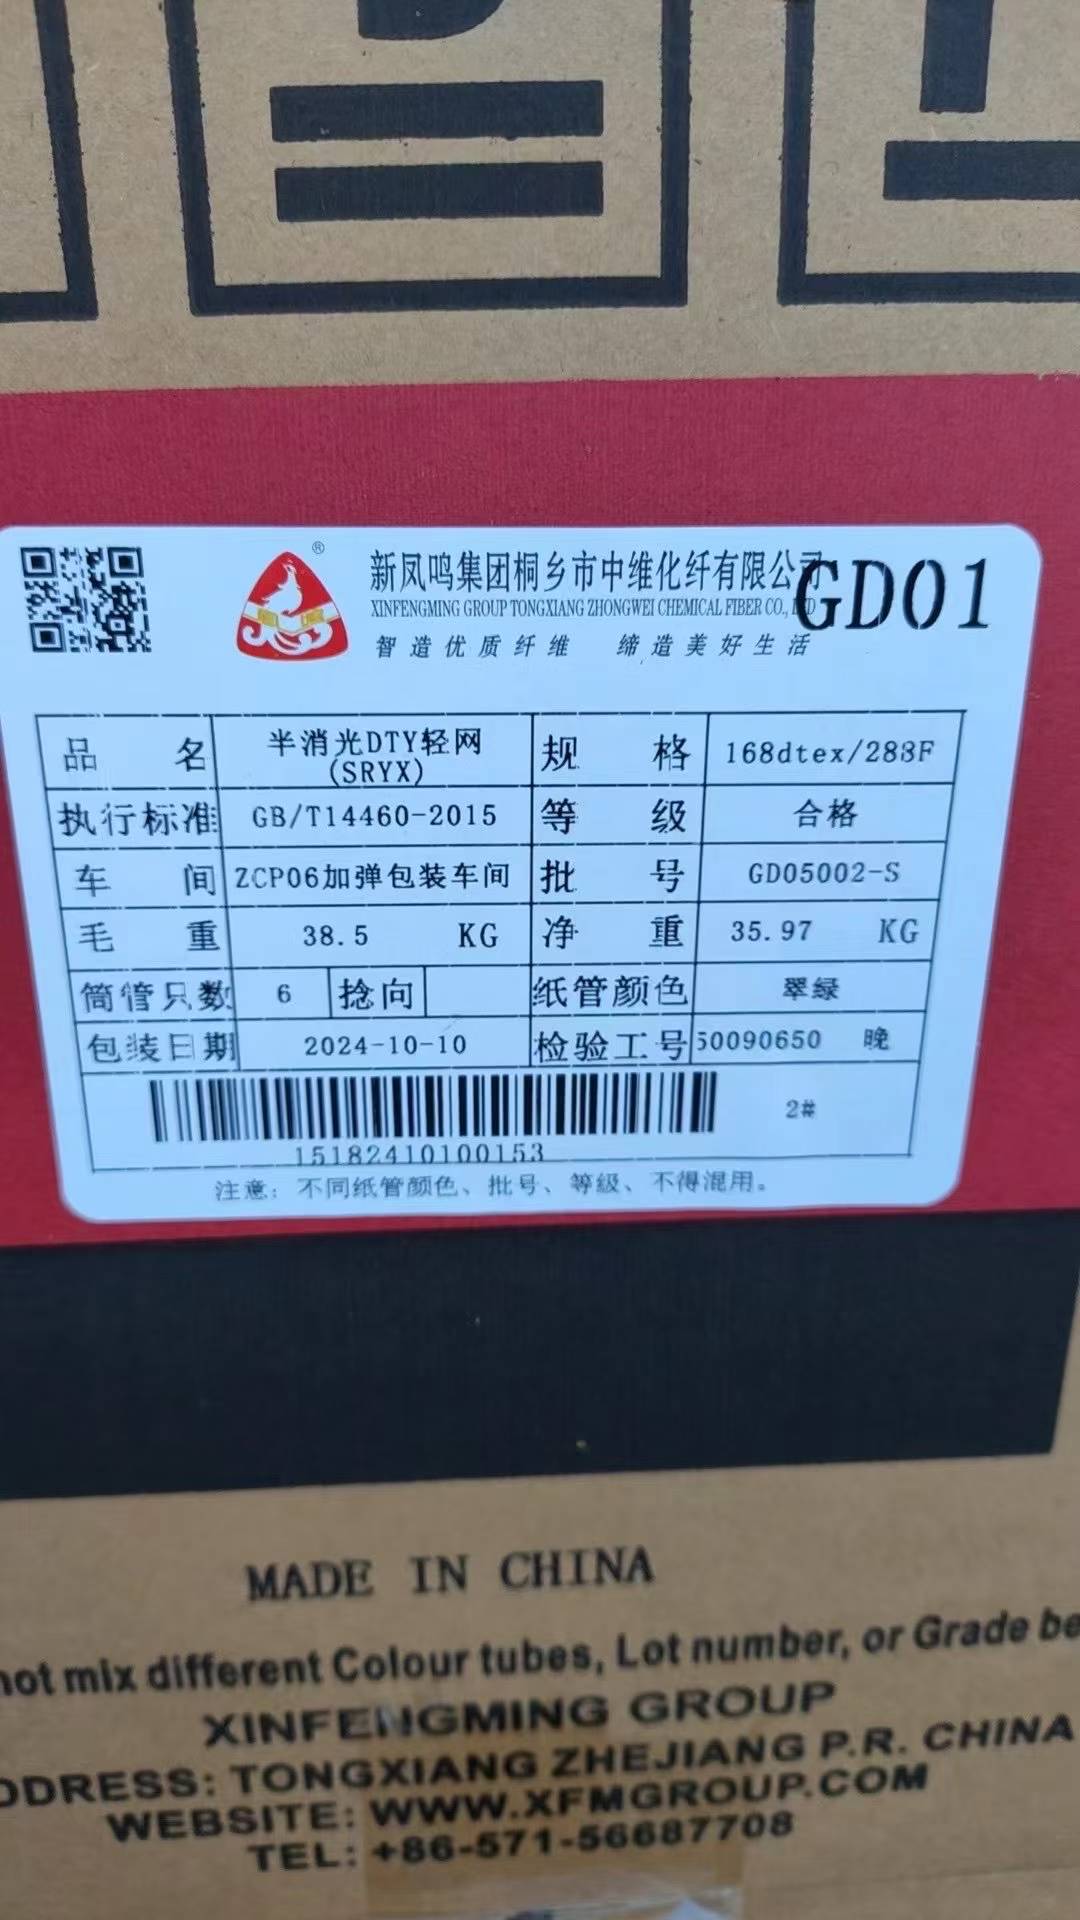 ®
新凤鸣集团桐乡市中维化纤有限公司
GD01
XINFENGMING GROUP TONGXIANG ZHONGWEI CHEMICAL FIBER CO., LTD
智造优质纤维 缔造美好生活
品名 半消光DTY轻网(SRYX) 规格 168dtex/288F
执行标准 GB/T14460-2015 等级 合格
车间 ZCP06加弹包装车间 批号 GD05002-S
毛重 38.5 KG 净重 35.97 KG
筒管只数 6 捻向 纸管颜色 翠绿
包装日期 2024-10-10 检验工号 50090650 晚
2#
15182410100153
注意: 不同纸管颜色、批号、等级、不得混用。
MADE IN CHINA
not mix different Colour tubes, Lot number, or Grade be
XINFENGMING GROUP
DDRESS: TONGXIANG ZHEJIANG P.R. CHINA
WEBSITE: WWW.XFMGROUP.COM
TEL: +86-571-56687708